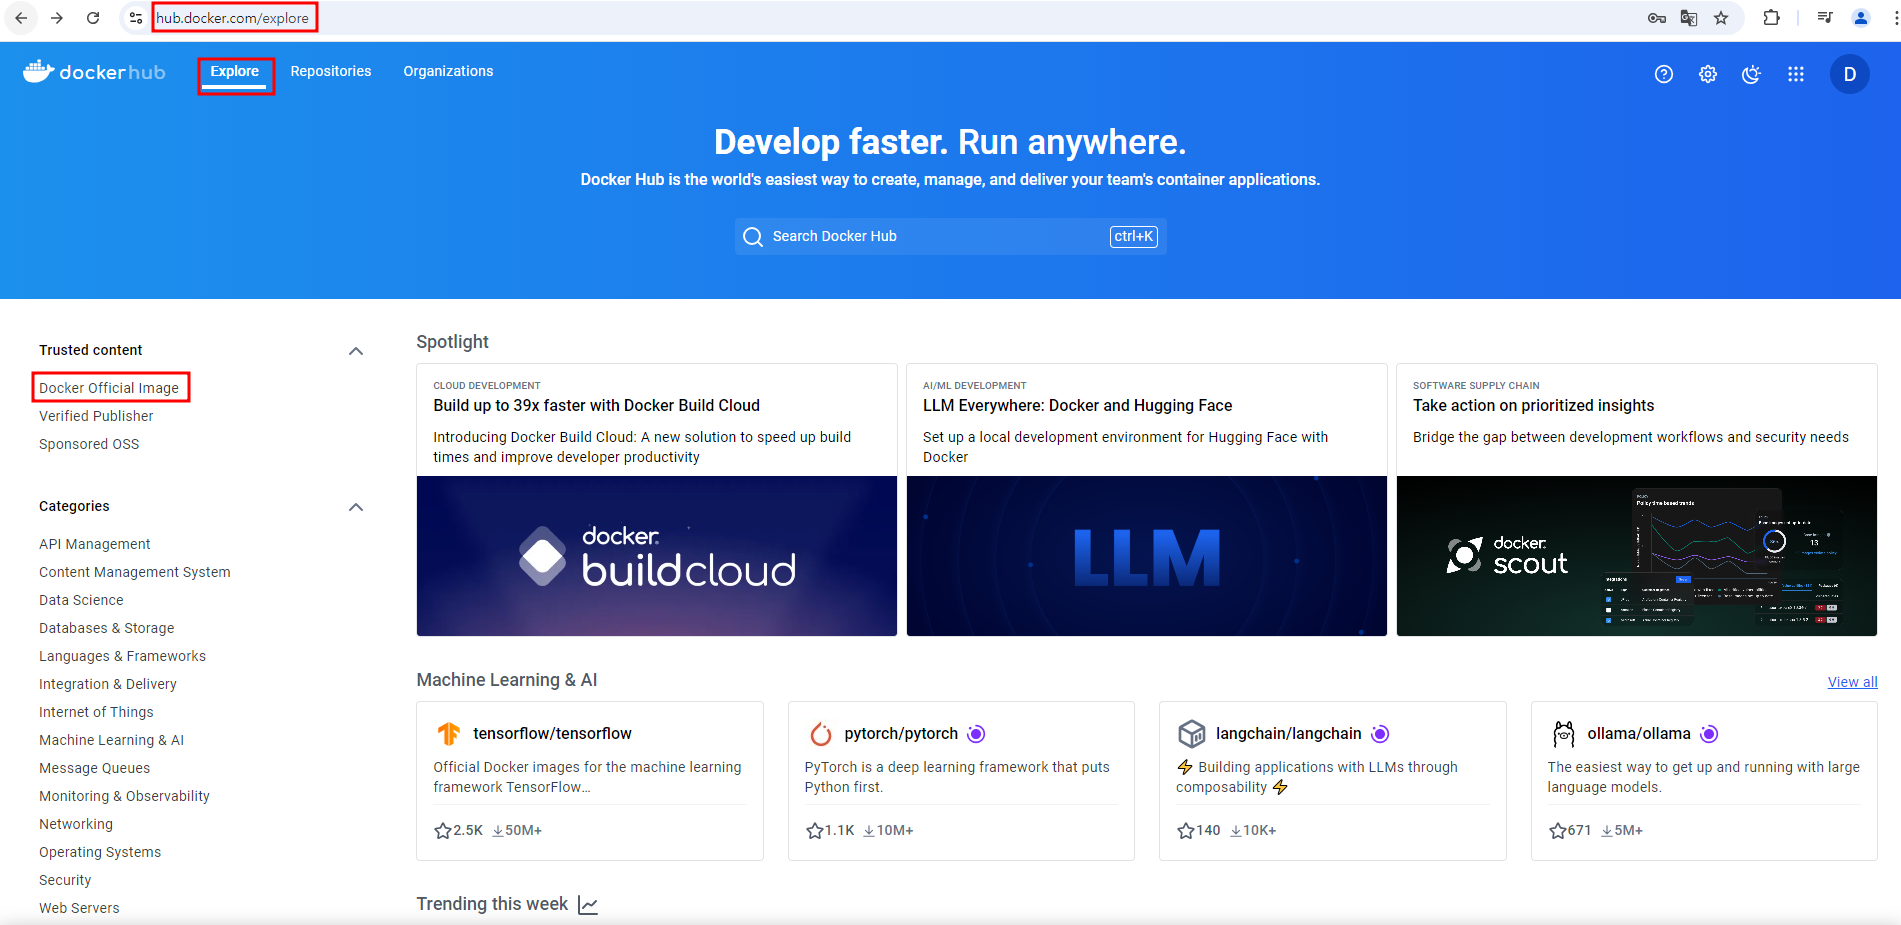 hub.docker.com/explore
dockerhub
Explore
Repositories
Organizations
D
Develop faster. Run anywhere.
Docker Hub is the world's easiest way to create, manage, and deliver your team's container applications.
Search Docker Hub
ctrl+K
Trusted content
Docker Official Image
Verified Publisher
Sponsored OSS
Categories
API Management
Content Management System
Data Science
Databases & Storage
Languages & Frameworks
Integration & Delivery
Internet of Things
Machine Learning & AI
Message Queues
Monitoring & Observability
Networking
Operating Systems
Security
Web Servers
Spotlight
CLOUD DEVELOPMENT
Build up to 39x faster with Docker Build Cloud
Introducing Docker Build Cloud: A new solution to speed up build
times and improve developer productivity
docker
buildcloud
AI/ML DEVELOPMENT
LLM Everywhere: Docker and Hugging Face
Set up a local development environment for Hugging Face with
Docker
LLM
SOFTWARE SUPPLY CHAIN
Take action on prioritized insights
Bridge the gap between development workflows and security needs
docker
scout
POLICY
Policy time based trends
13
Integrations
Machine Learning & AI
View all
tensorflow/tensorflow
Official Docker images for the machine learning
framework TensorFlow...
2.5K 50M+
pytorch/pytorch
PyTorch is a deep learning framework that puts
Python first.
1.1K 10M+
langchain/langchain
⚡ Building applications with LLMs through
composability ⚡
140 10K+
ollama/ollama
The easiest way to get up and running with large
language models.
671 5M+
Trending this week